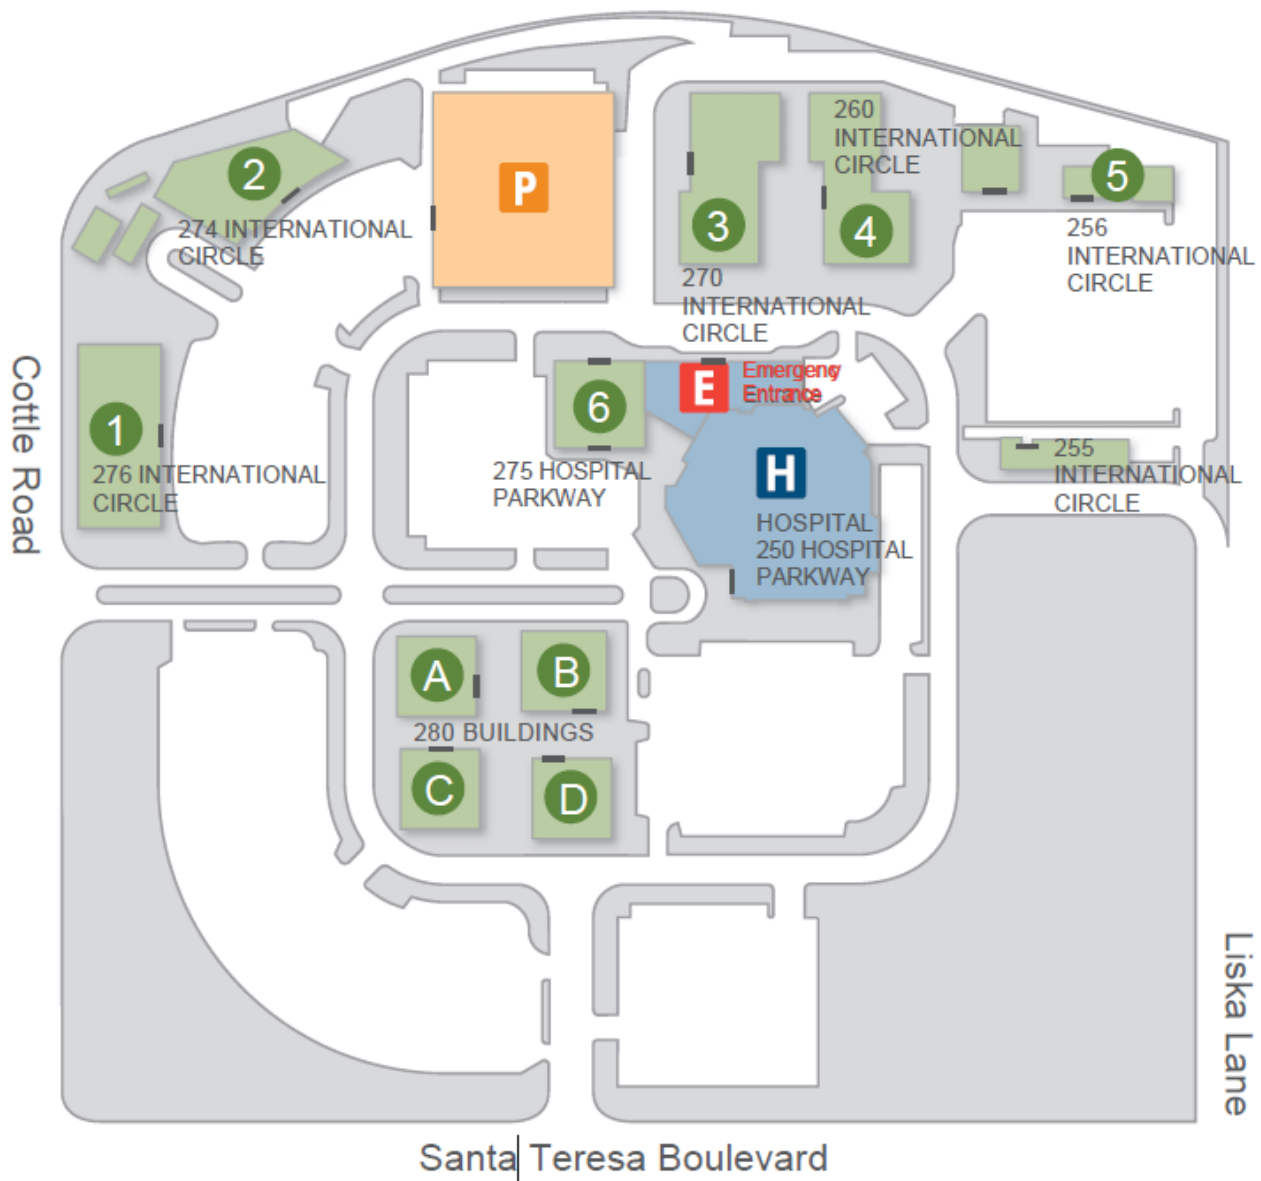 P
2
274 INTERNATIONAL
CIRCLE
3
270
INTERNATIONAL
CIRCLE
260
INTERNATIONAL
CIRCLE
4
5
256
INTERNATIONAL
CIRCLE
Cottle Road
1
276 INTERNATIONAL
CIRCLE
6
275 HOSPITAL
PARKWAY
E
Emergency
Entrance
H
HOSPITAL
250 HOSPITAL
PARKWAY
255
INTERNATIONAL
CIRCLE
A
B
280 BUILDINGS
C
D
Liska Lane
Santa Teresa Boulevard